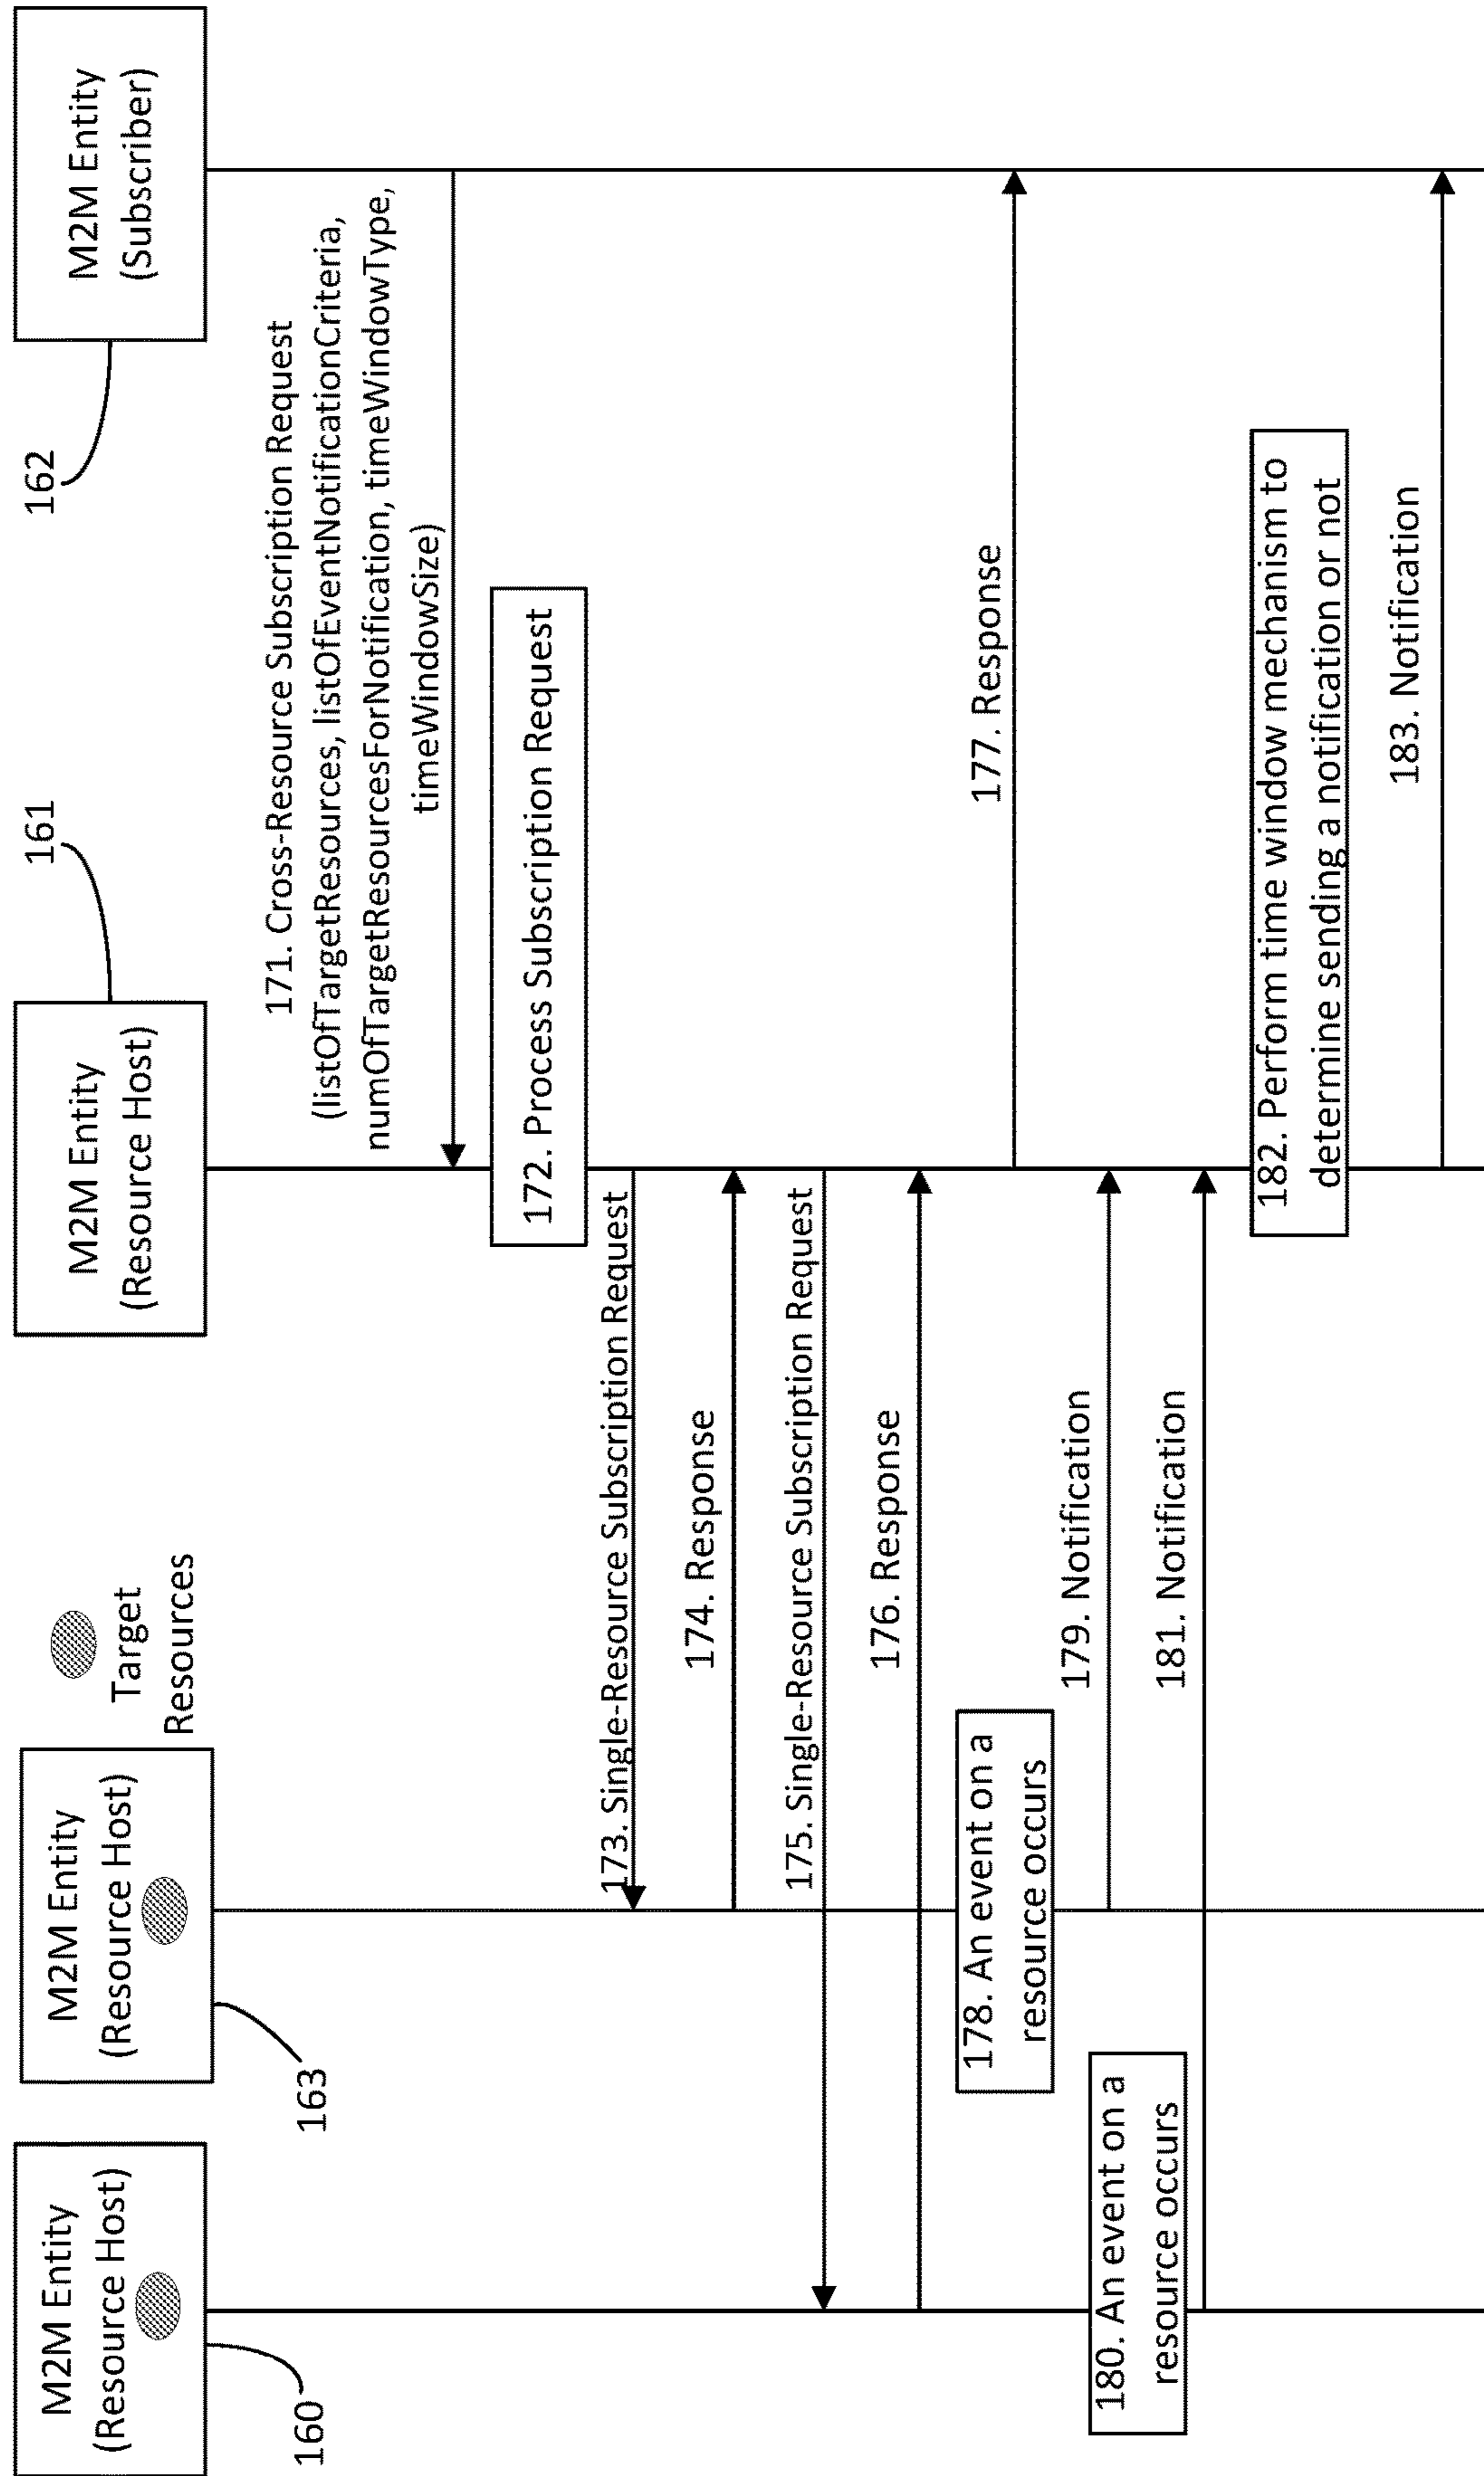 M2M Entity
(Resource Host)
160
M2M Entity
(Resource Host)
163
Target
Resources
M2M Entity
(Resource Host)
161
M2M Entity
(Subscriber)
162
171. Cross-Resource Subscription Request
(listOfTargetResources, listOfEventNotificationCriteria,
numOfTargetResourcesForNotification, timeWindowType,
timeWindowSize)
172. Process Subscription Request
173. Single-Resource Subscription Request
174. Response
175. Single-Resource Subscription Request
176. Response
177. Response
178. An event on a
resource occurs
179. Notification
180. An event on a
resource occurs
181. Notification
182. Perform time window mechanism to
determine sending a notification or not
183. Notification